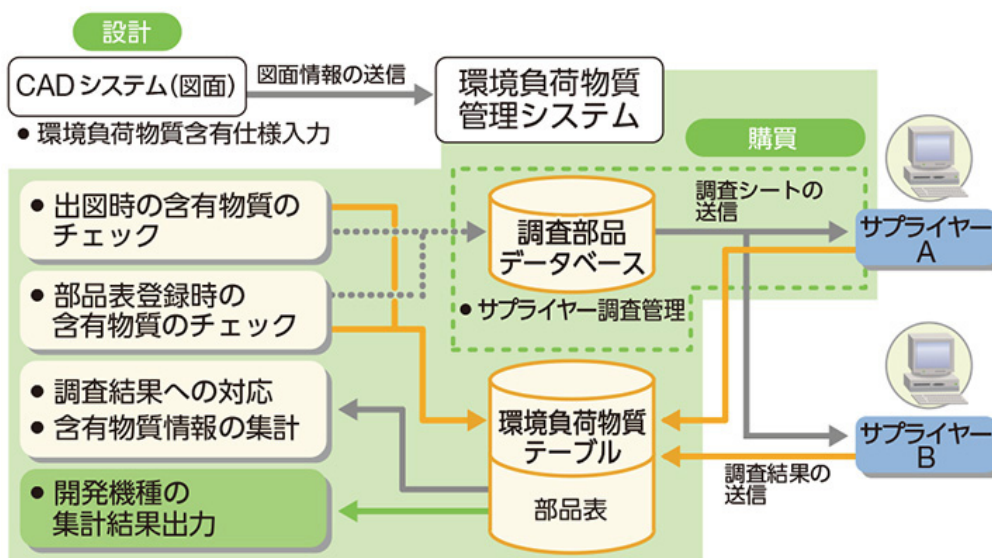 設計
CADシステム(図面)
図面情報の送信
環境負荷物質
管理システム
● 環境負荷物質含有仕様入力
購買
● 出図時の含有物質の
チェック
調査部品
データベース
調査シートの
送信
サプライヤー
A
● 部品表登録時の
含有物質のチェック
● サプライヤー調査管理
● 調査結果への対応
● 含有物質情報の集計
環境負荷物質
テーブル
サプライヤー
B
調査結果の
送信
● 開発機種の
集計結果出力
部品表